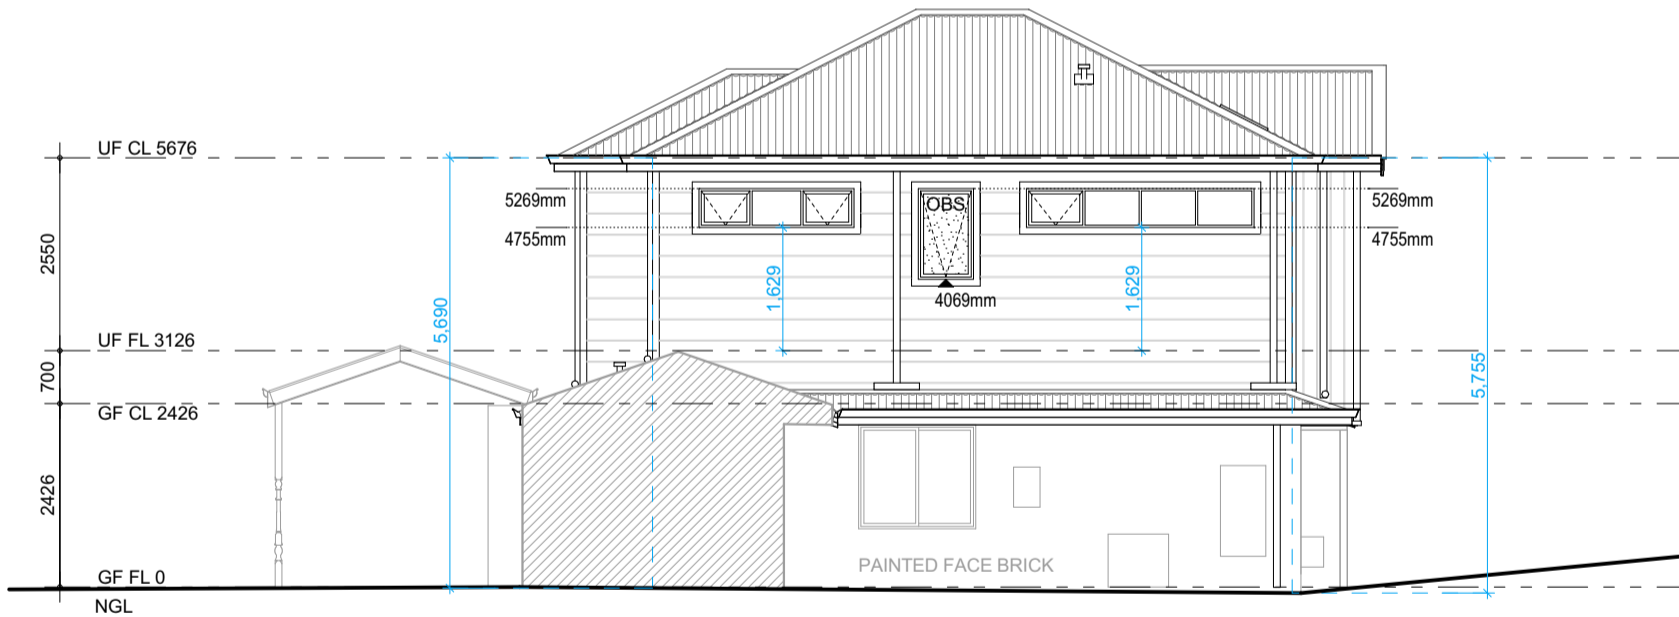 UF CL 5676
5269mm
OBS
5269mm
4755mm
4755mm
2550
1,629
1,629
4069mm
5,690
UF FL 3126
700
5,755
GF CL 2426
2426
PAINTED FACE BRICK
GF FL 0
NGL